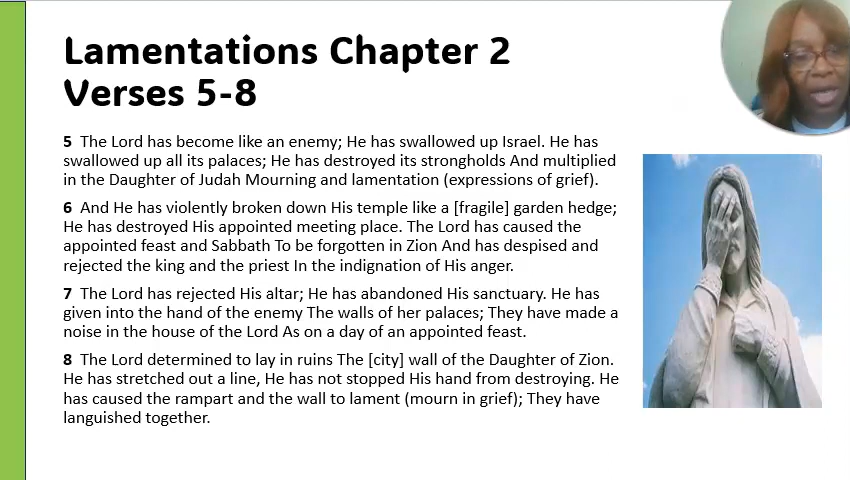 Lamentations Chapter 2
Verses 5-8
5 The Lord has become like an enemy; He has swallowed up Israel. He has
swallowed up all its palaces; He has destroyed its strongholds And multiplied
in the Daughter of Judah Mourning and lamentation (expressions of grief).
6 And He has violently broken down His temple like a [fragile] garden hedge;
He has destroyed His appointed meeting place. The Lord has caused the
appointed feast and Sabbath To be forgotten in Zion And has despised and
rejected the king and the priest In the indignation of His anger.
7 The Lord has rejected His altar; He has abandoned His sanctuary. He has
given into the hand of the enemy The walls of her palaces; They have made a
noise in the house of the Lord As on a day of an appointed feast.
8 The Lord determined to lay in ruins The [city] wall of the Daughter of Zion.
He has stretched out a line, He has not stopped His hand from destroying. He
has caused the rampart and the wall to lament (mourn in grief); They have
languished together.